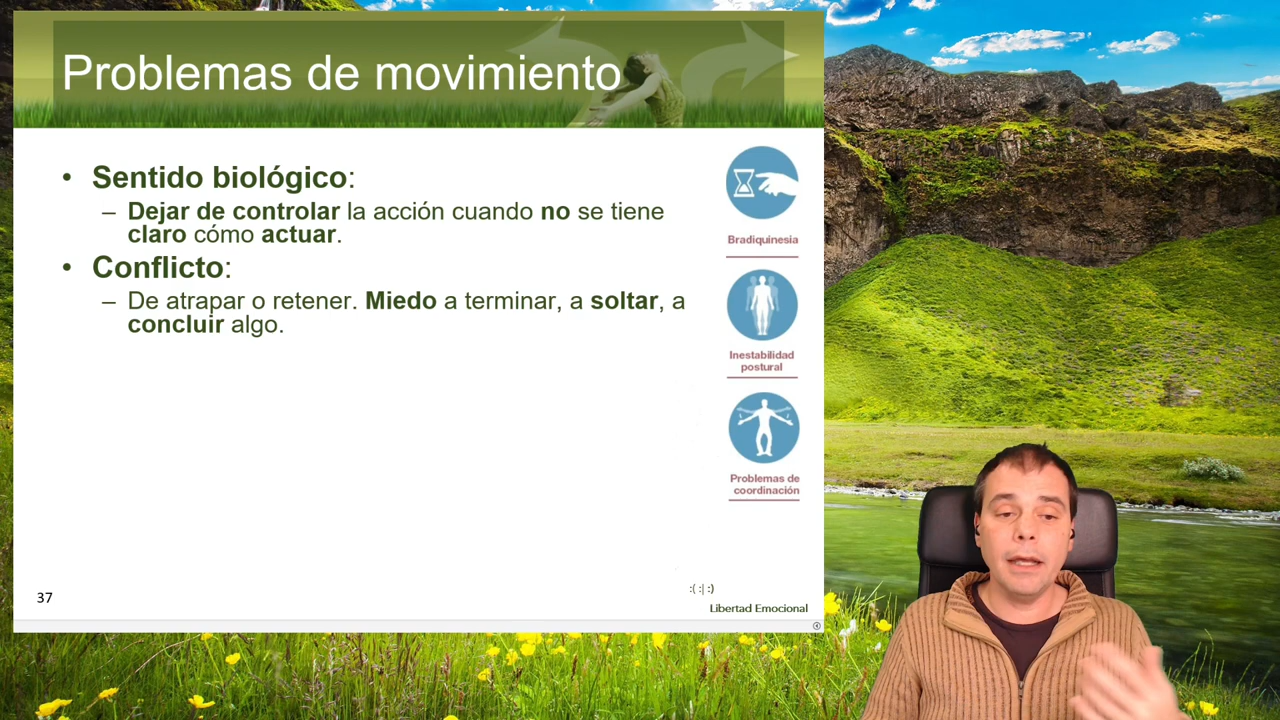 Problemas de movimiento
• Sentido biológico:
– Dejar de controlar la acción cuando no se tiene
claro cómo actuar.
• Conflicto:
– De atrapar o retener. Miedo a terminar, a soltar, a
concluir algo.
Bradiquinesia
Inestabilidad
postural
Problemas de
coordinación
37
:( :| :)
Libertad Emocional